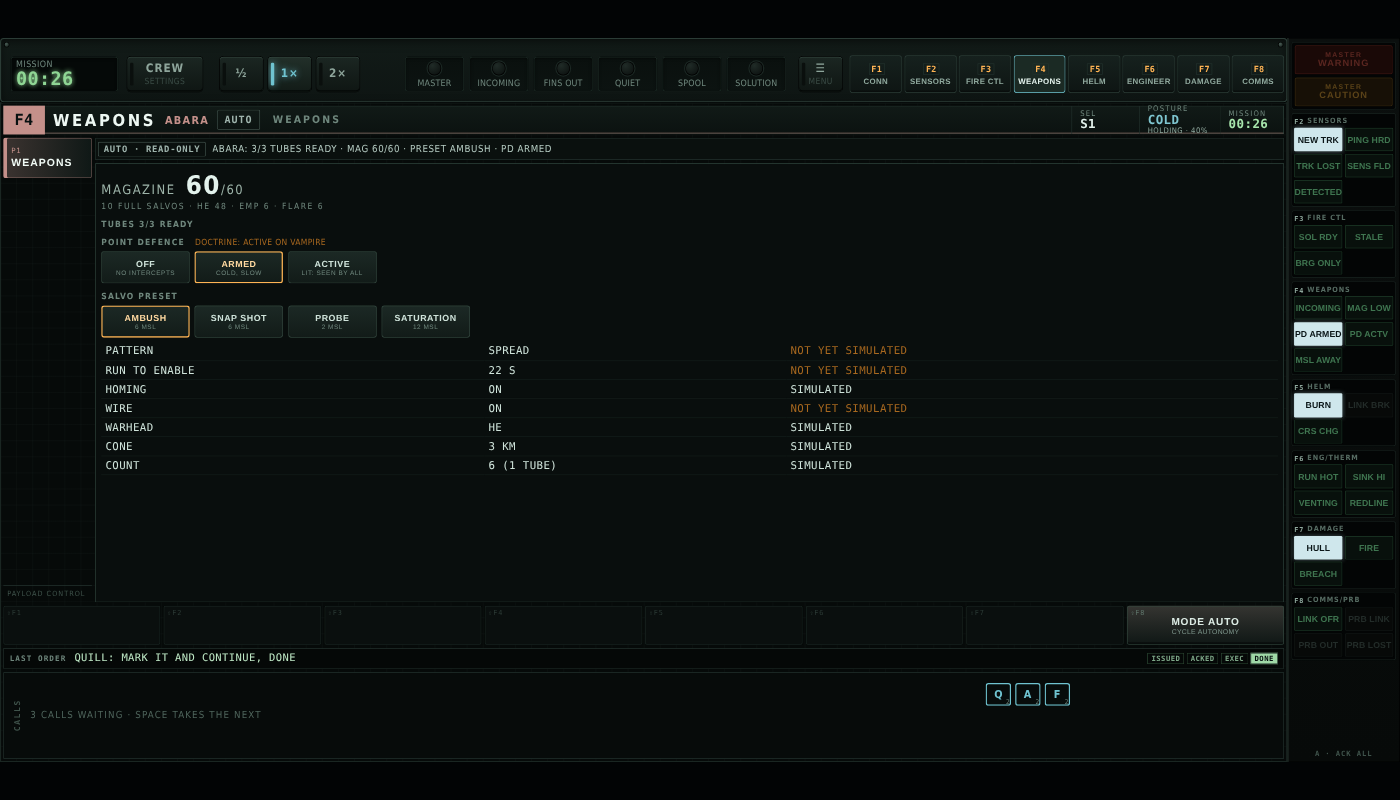 MISSION
00:26
CREW
SETTINGS
½
1×
2×
MASTER
INCOMING
FINS OUT
QUIET
SPOOL
SOLUTION
☰
MENU
F1
CONN
F2
SENSORS
F3
FIRE CTL
F4
WEAPONS
F5
HELM
F6
ENGINEER
F7
DAMAGE
F8
COMMS
MASTER
WARNING
MASTER
CAUTION
F4 WEAPONS ABARA AUTO WEAPONS
SEL
S1
POSTURE
COLD
HOLDING · 40%
MISSION
00:26
P1
WEAPONS
AUTO · READ-ONLY ABARA: 3/3 TUBES READY · MAG 60/60 · PRESET AMBUSH · PD ARMED
MAGAZINE 60/60
10 FULL SALVOS · HE 48 · EMP 6 · FLARE 6
TUBES 3/3 READY
POINT DEFENCE DOCTRINE: ACTIVE ON VAMPIRE
OFF
NO INTERCEPTS
ARMED
COLD, SLOW
ACTIVE
LIT: SEEN BY ALL
SALVO PRESET
AMBUSH
6 MSL
SNAP SHOT
6 MSL
PROBE
2 MSL
SATURATION
12 MSL
PATTERN SPREAD NOT YET SIMULATED
RUN TO ENABLE 22 S NOT YET SIMULATED
HOMING ON SIMULATED
WIRE ON NOT YET SIMULATED
WARHEAD HE SIMULATED
CONE 3 KM SIMULATED
COUNT 6 (1 TUBE) SIMULATED
PAYLOAD CONTROL
⇧F1
⇧F2
⇧F3
⇧F4
⇧F5
⇧F6
⇧F7
⇧F8
MODE AUTO
CYCLE AUTONOMY
LAST ORDER QUILL: MARK IT AND CONTINUE, DONE
ISSUED ACKED EXEC DONE
CALLS
3 CALLS WAITING · SPACE TAKES THE NEXT
Q A F
F2 SENSORS
NEW TRK PING HRD
TRK LOST SENS FLD
DETECTED
F3 FIRE CTL
SOL RDY STALE
BRG ONLY
F4 WEAPONS
INCOMING MAG LOW
PD ARMED PD ACTV
MSL AWAY
F5 HELM
BURN LINK BRK
CRS CHG
F6 ENG/THERM
RUN HOT SINK HI
VENTING REDLINE
F7 DAMAGE
HULL FIRE
BREACH
F8 COMMS/PRB
LINK OFR PRB LINK
PRB OUT PRB LOST
A · ACK ALL